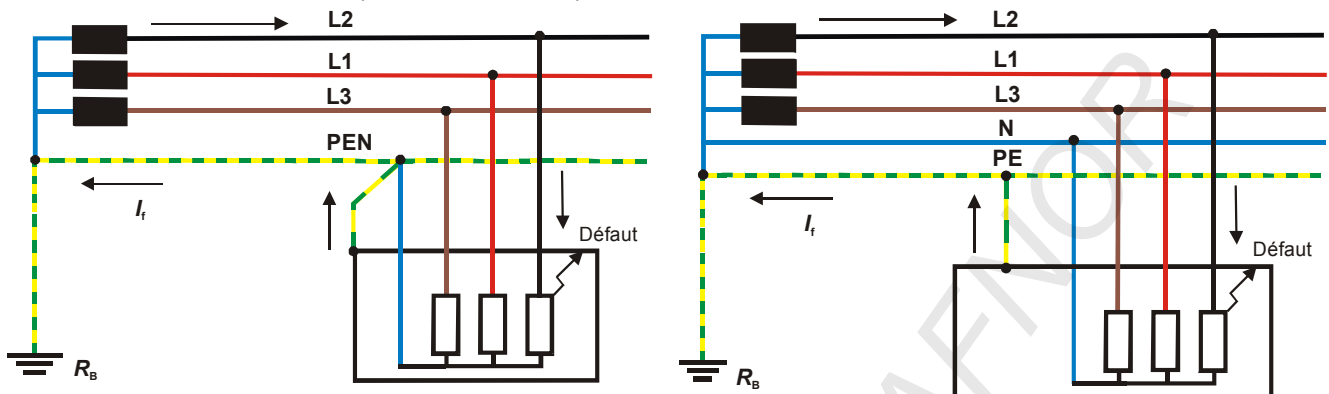 L2
L1
L3
PEN
I_f
Défaut
R_B
L2
L1
L3
N
PE
I_f
Défaut
R_B
AFNOR